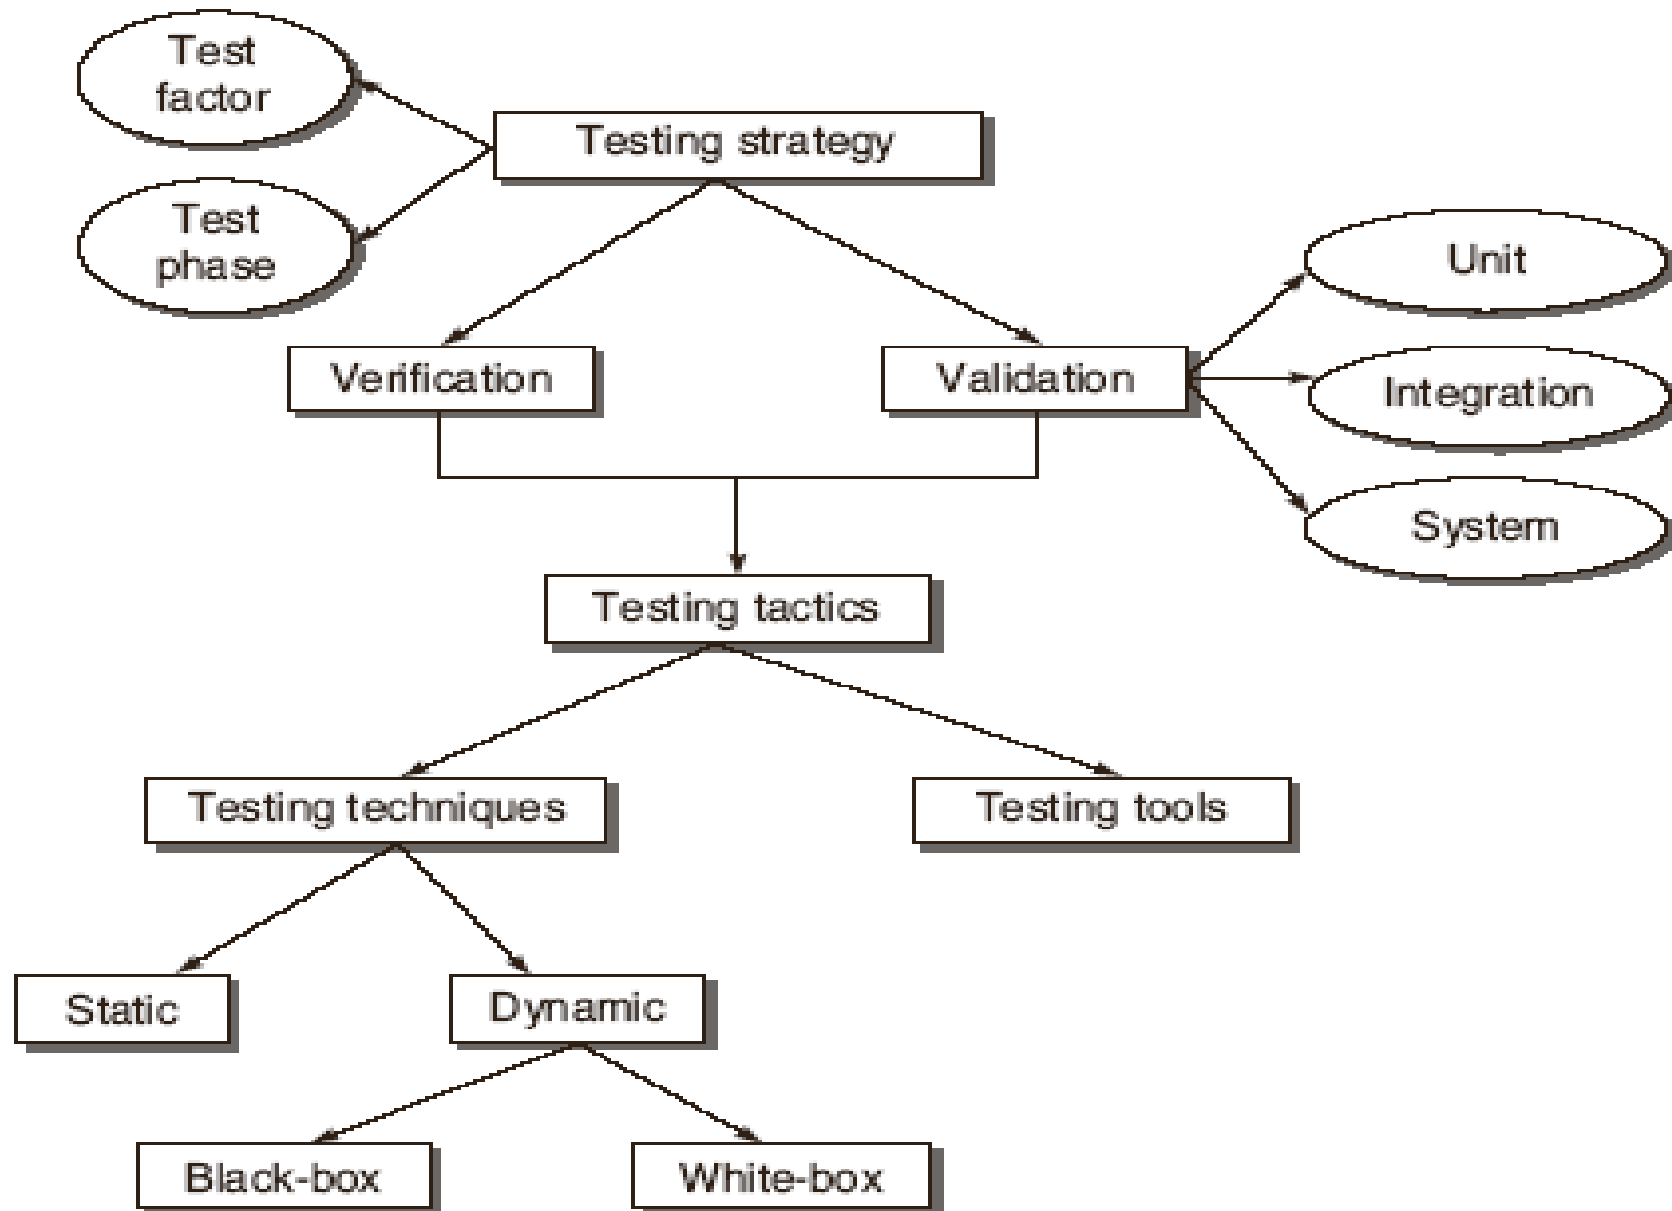 Test
factor
Testing strategy
Test
phase
Unit
Verification
Validation
Integration
System
Testing tactics
Testing techniques
Testing tools
Static
Dynamic
Black-box
White-box